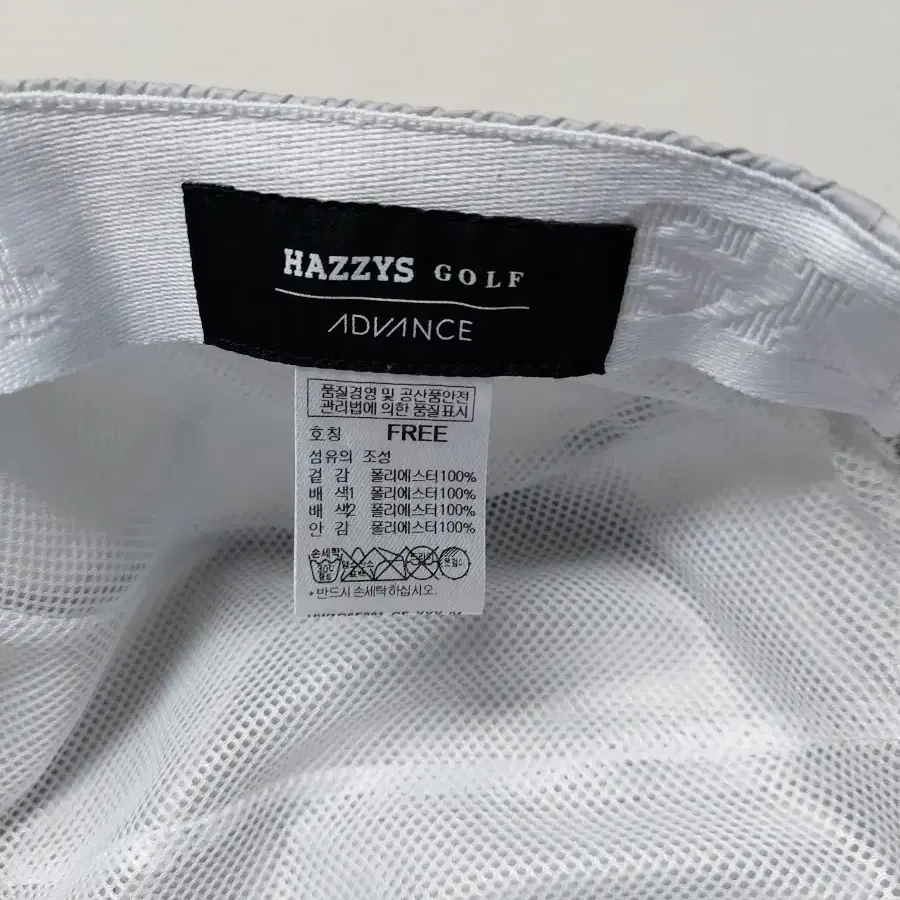 HAZZYS GOLF
ADVANCE
품질경영 및 공산품안전
관리법에 의한 품질표시
호칭 FREE
섬유의 조성
겉 감 폴리에스터100%
배 색1 폴리에스터100%
배 색2 폴리에스터100%
안 감 폴리에스터100%
손세탁
*반드시 손세탁 하십시오.